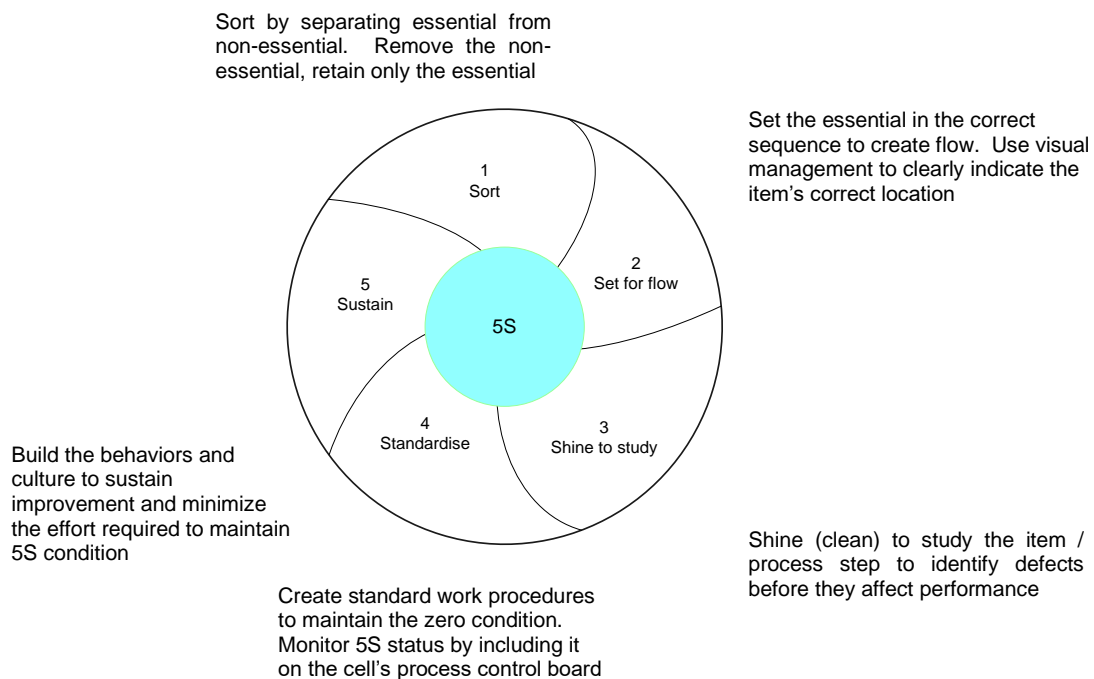 Sort by separating essential from
non-essential. Remove the non-
essential, retain only the essential
Set the essential in the correct
sequence to create flow. Use visual
management to clearly indicate the
item's correct location
1
Sort
2
Set for flow
5
Sustain
5S
4
Standardise
3
Shine to study
Build the behaviors and
culture to sustain
improvement and minimize
the effort required to maintain
5S condition
Shine (clean) to study the item /
process step to identify defects
before they affect performance
Create standard work procedures
to maintain the zero condition.
Monitor 5S status by including it
on the cell's process control board